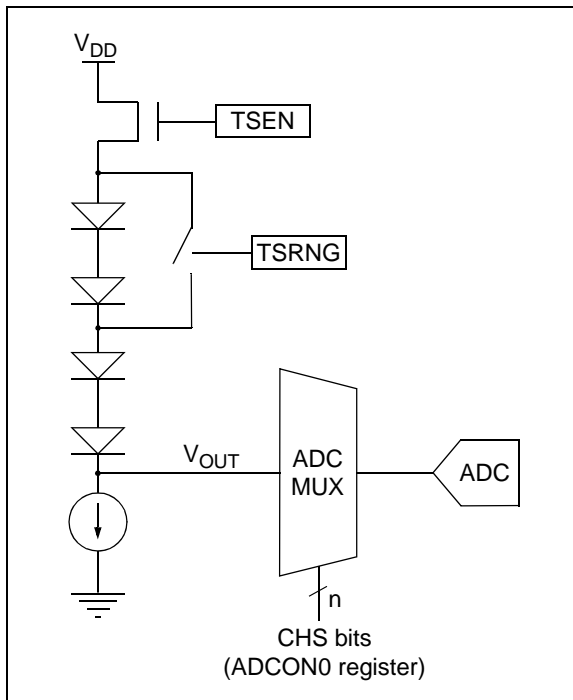 VDD
TSEN
TSRNG
VOUT
ADC
MUX
ADC
n
CHS bits
(ADCON0 register)